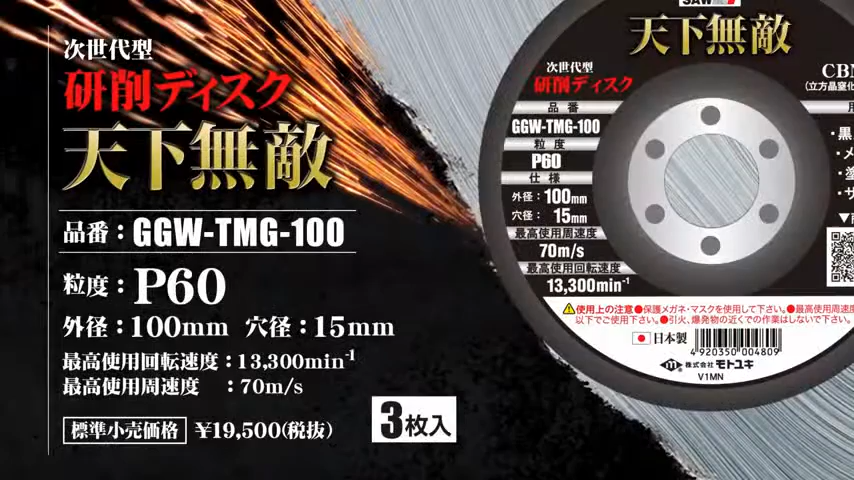 次世代型
研削ディスク
天下無敵
品番：GGW-TMG-100
粒度：P60
外径：100mm 穴径：15mm
最高使用回転速度：13,300min⁻¹
最高使用周速度 ：70m/s
標準小売価格 ¥19,500(税抜)
3枚入
天下無敵
次世代型
研削ディスク
品番
GGW-TMG-100
粒度
P60
仕様
外径：100mm
穴径：15mm
最高使用周速度
70m/s
最高使用回転速度
13,300min⁻¹
CBN
(立方晶窒化
・黒
・メ
・塗
・サ
⚠使用上の注意●保護メガネ・マスクを使用して下さい。●最高使用周速度
以下でご使用下さい。●引火、爆発物の近くでの作業はしないで下さい。
日本製
4 920350 004809
株式会社モトユキ
V1MN